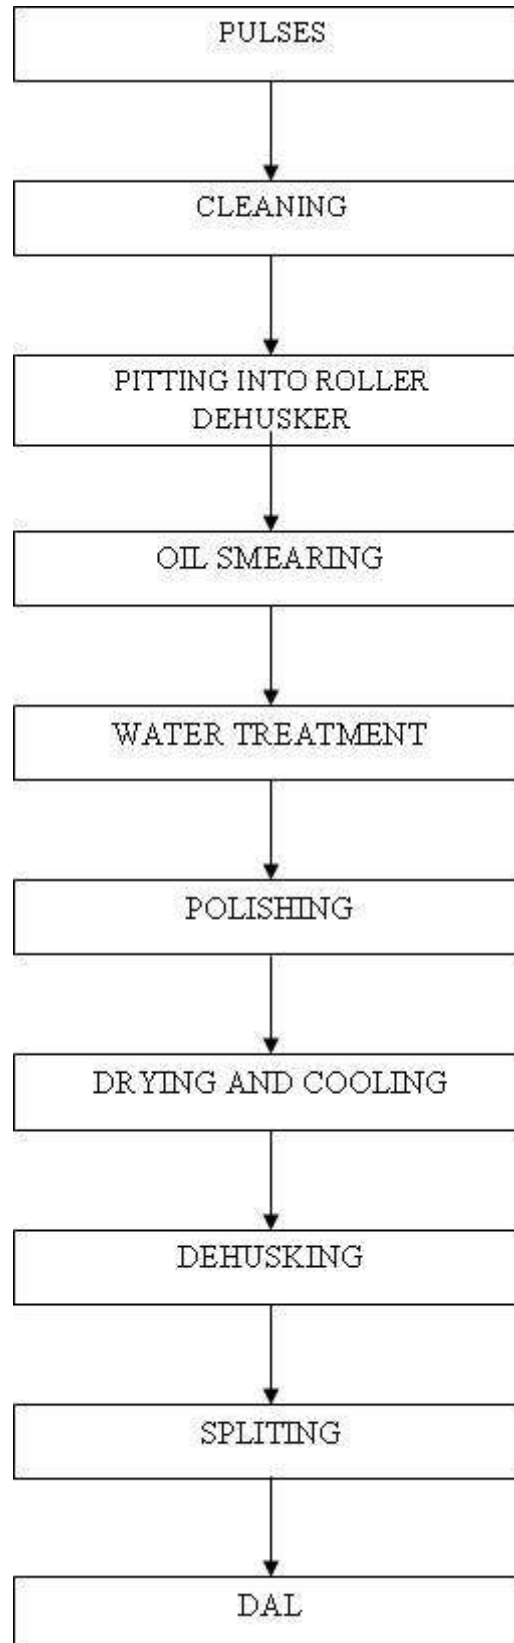 PULSES
CLEANING
PITTING INTO ROLLER
DEHUSKER
OIL SMEARING
WATER TREATMENT
POLISHING
DRYING AND COOLING
DEHUSKING
SPLITING
DAL